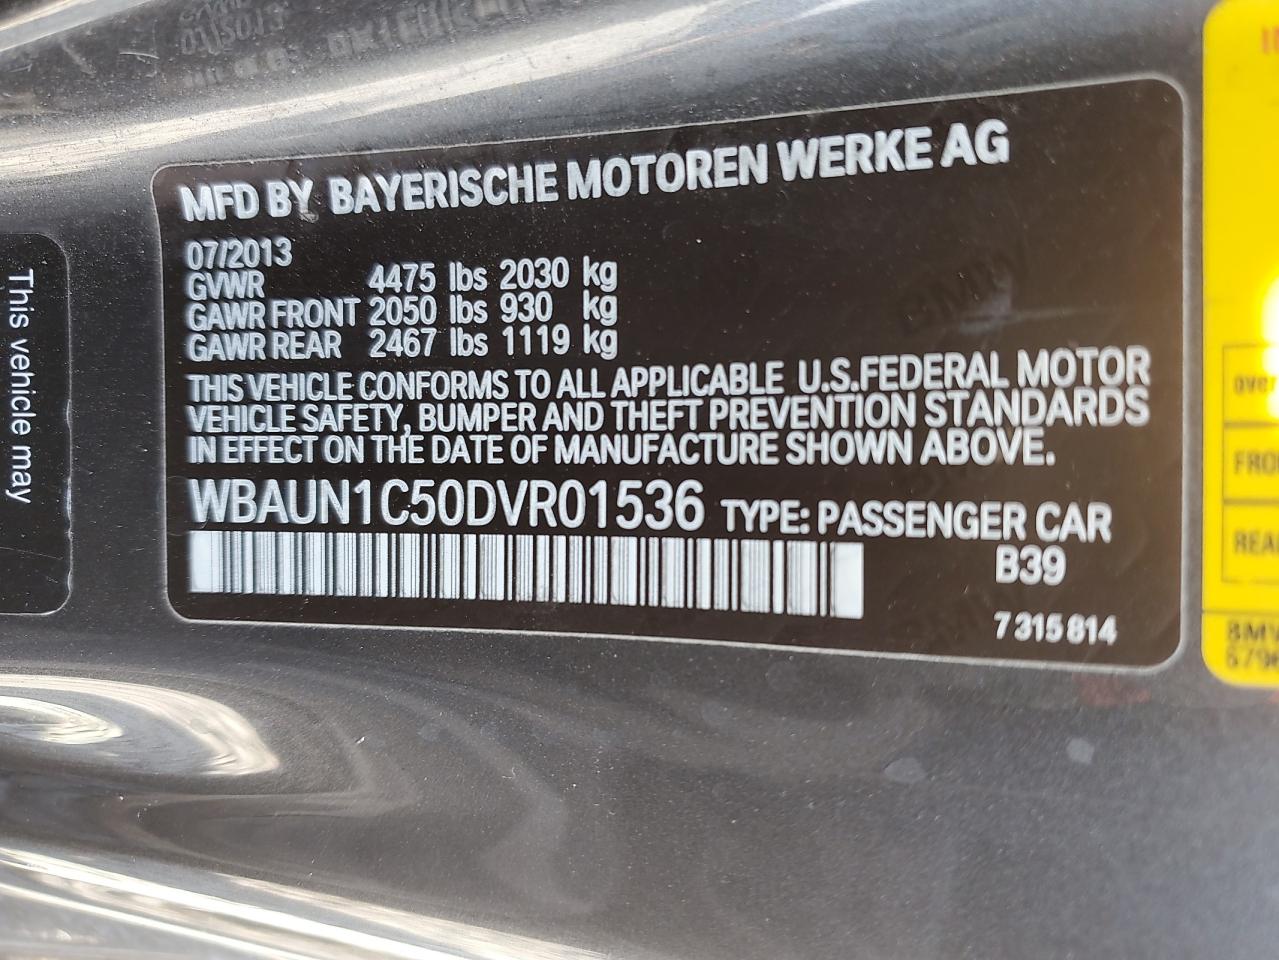 MFD BY BAYERISCHE MOTOREN WERKE AG
07/2013
GVWR 4475 lbs 2030 kg
GAWR FRONT 2050 lbs 930 kg
GAWR REAR 2467 lbs 1119 kg
THIS VEHICLE CONFORMS TO ALL APPLICABLE U.S.FEDERAL MOTOR
VEHICLE SAFETY, BUMPER AND THEFT PREVENTION STANDARDS
IN EFFECT ON THE DATE OF MANUFACTURE SHOWN ABOVE.
WBAUN1C50DVR01536 TYPE: PASSENGER CAR
B39
7 315 814
This vehicle may